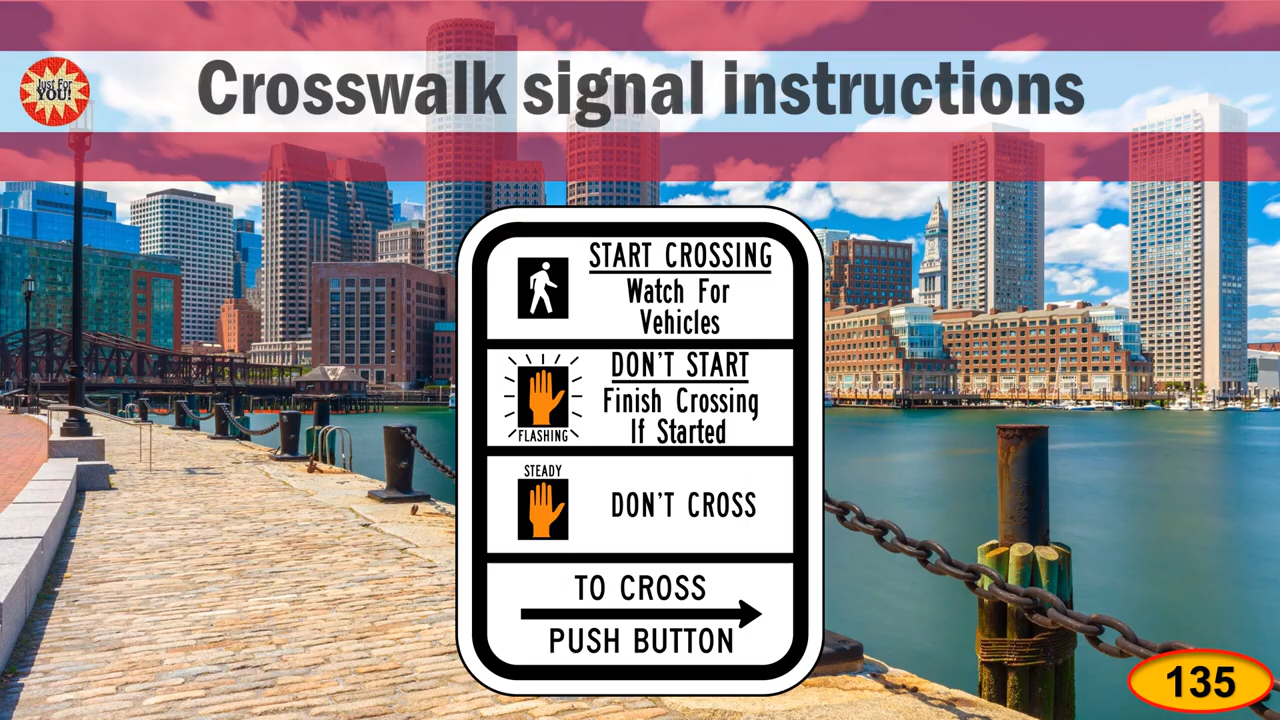 Just For
YOU!
Crosswalk signal instructions
START CROSSING
Watch For
Vehicles
DON'T START
Finish Crossing
If Started
FLASHING
STEADY
DON'T CROSS
TO CROSS
PUSH BUTTON
135